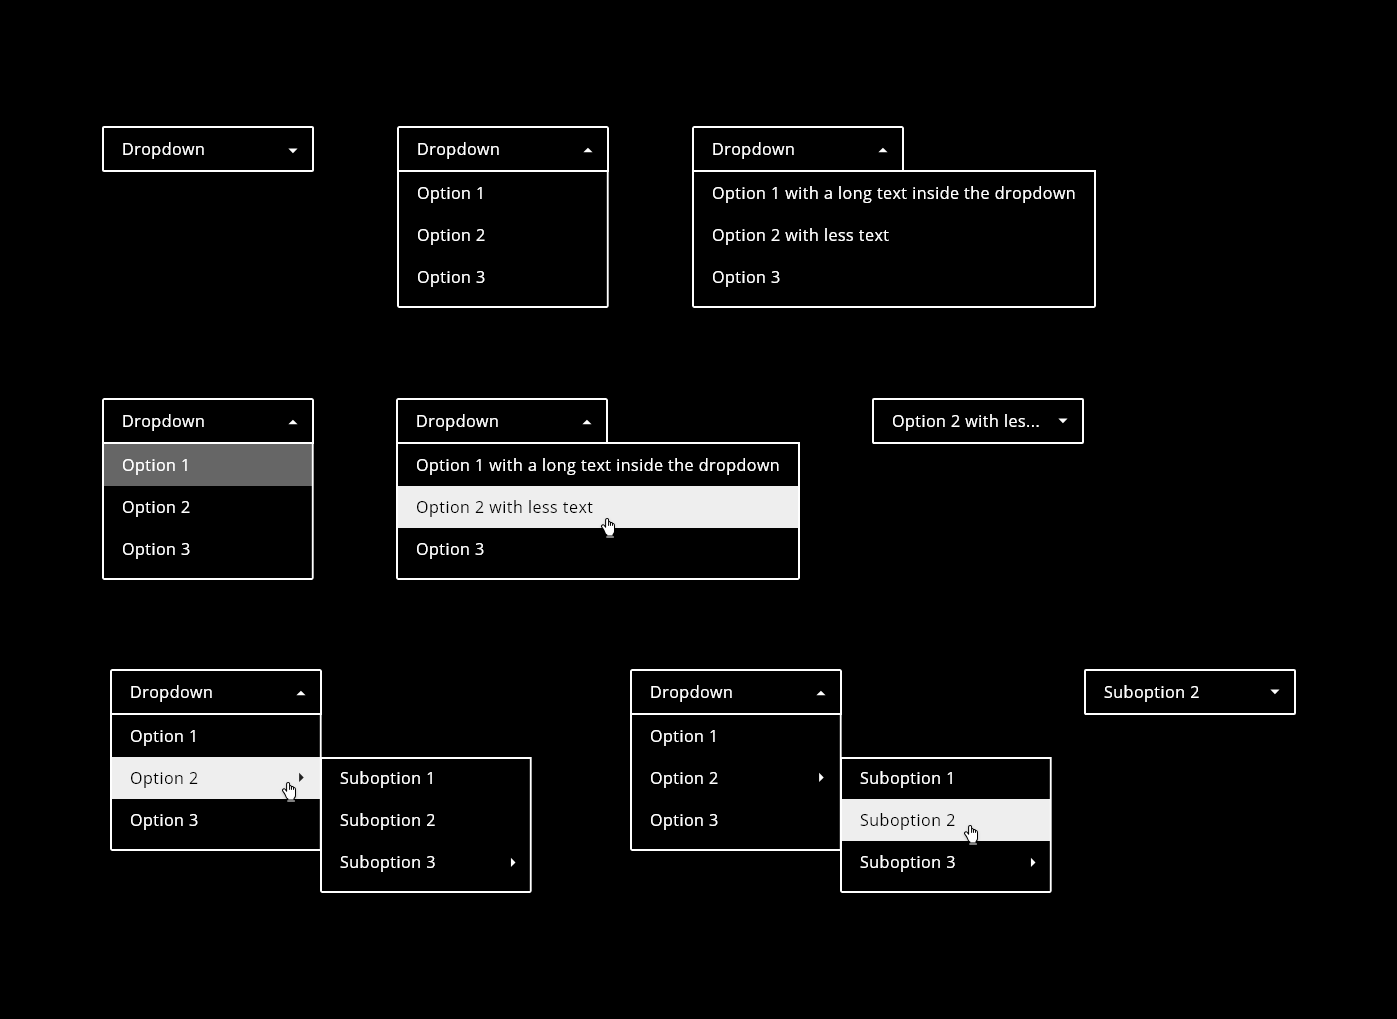 Dropdown
Dropdown
Option 1
Option 2
Option 3
Dropdown
Option 1 with a long text inside the dropdown
Option 2 with less text
Option 3
Dropdown
Option 1
Option 2
Option 3
Dropdown
Option 1 with a long text inside the dropdown
Option 2 with less text
Option 3
Option 2 with les...
Dropdown
Option 1
Option 2
Option 3
Suboption 1
Suboption 2
Suboption 3
Dropdown
Option 1
Option 2
Option 3
Suboption 1
Suboption 2
Suboption 3
Suboption 2